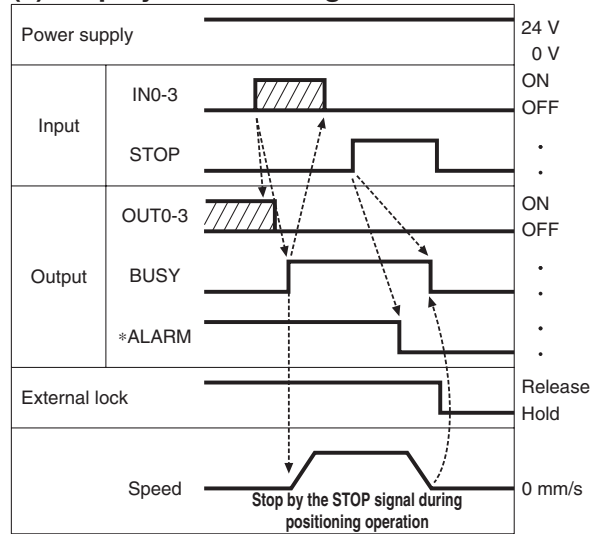 Power supply
24 V
0 V
Input
IN0-3
ON
OFF
STOP
Output
OUT0-3
ON
OFF
BUSY
*ALARM
External lock
Release
Hold
Speed
0 mm/s
Stop by the STOP signal during
positioning operation